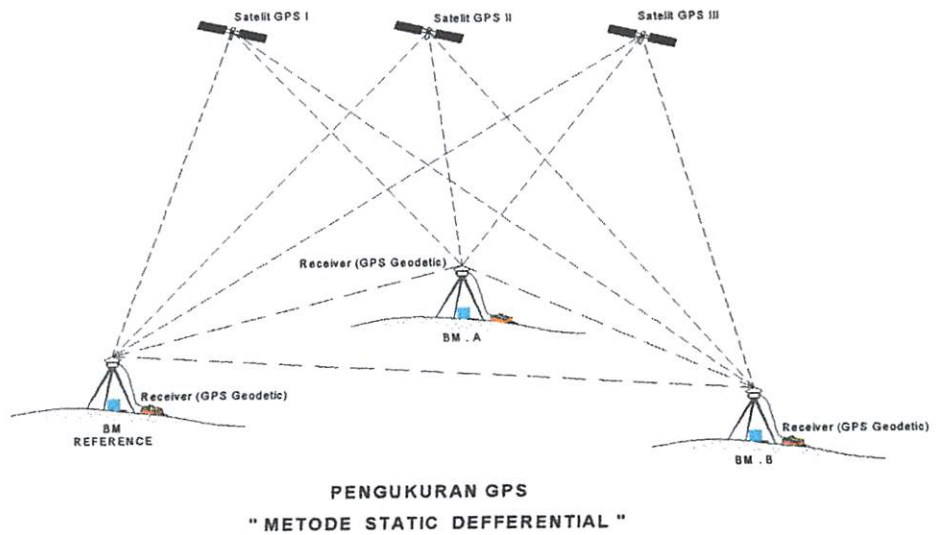 Satelit GPS I
Satelit GPS II
Satelit GPS III
Receiver (GPS Geodetic)
BM . A
Receiver (GPS Geodetic)
BM
REFERENCE
Receiver (GPS Geodetic)
BM . B
PENGUKURAN GPS
" METODE STATIC DEFFERENTIAL "